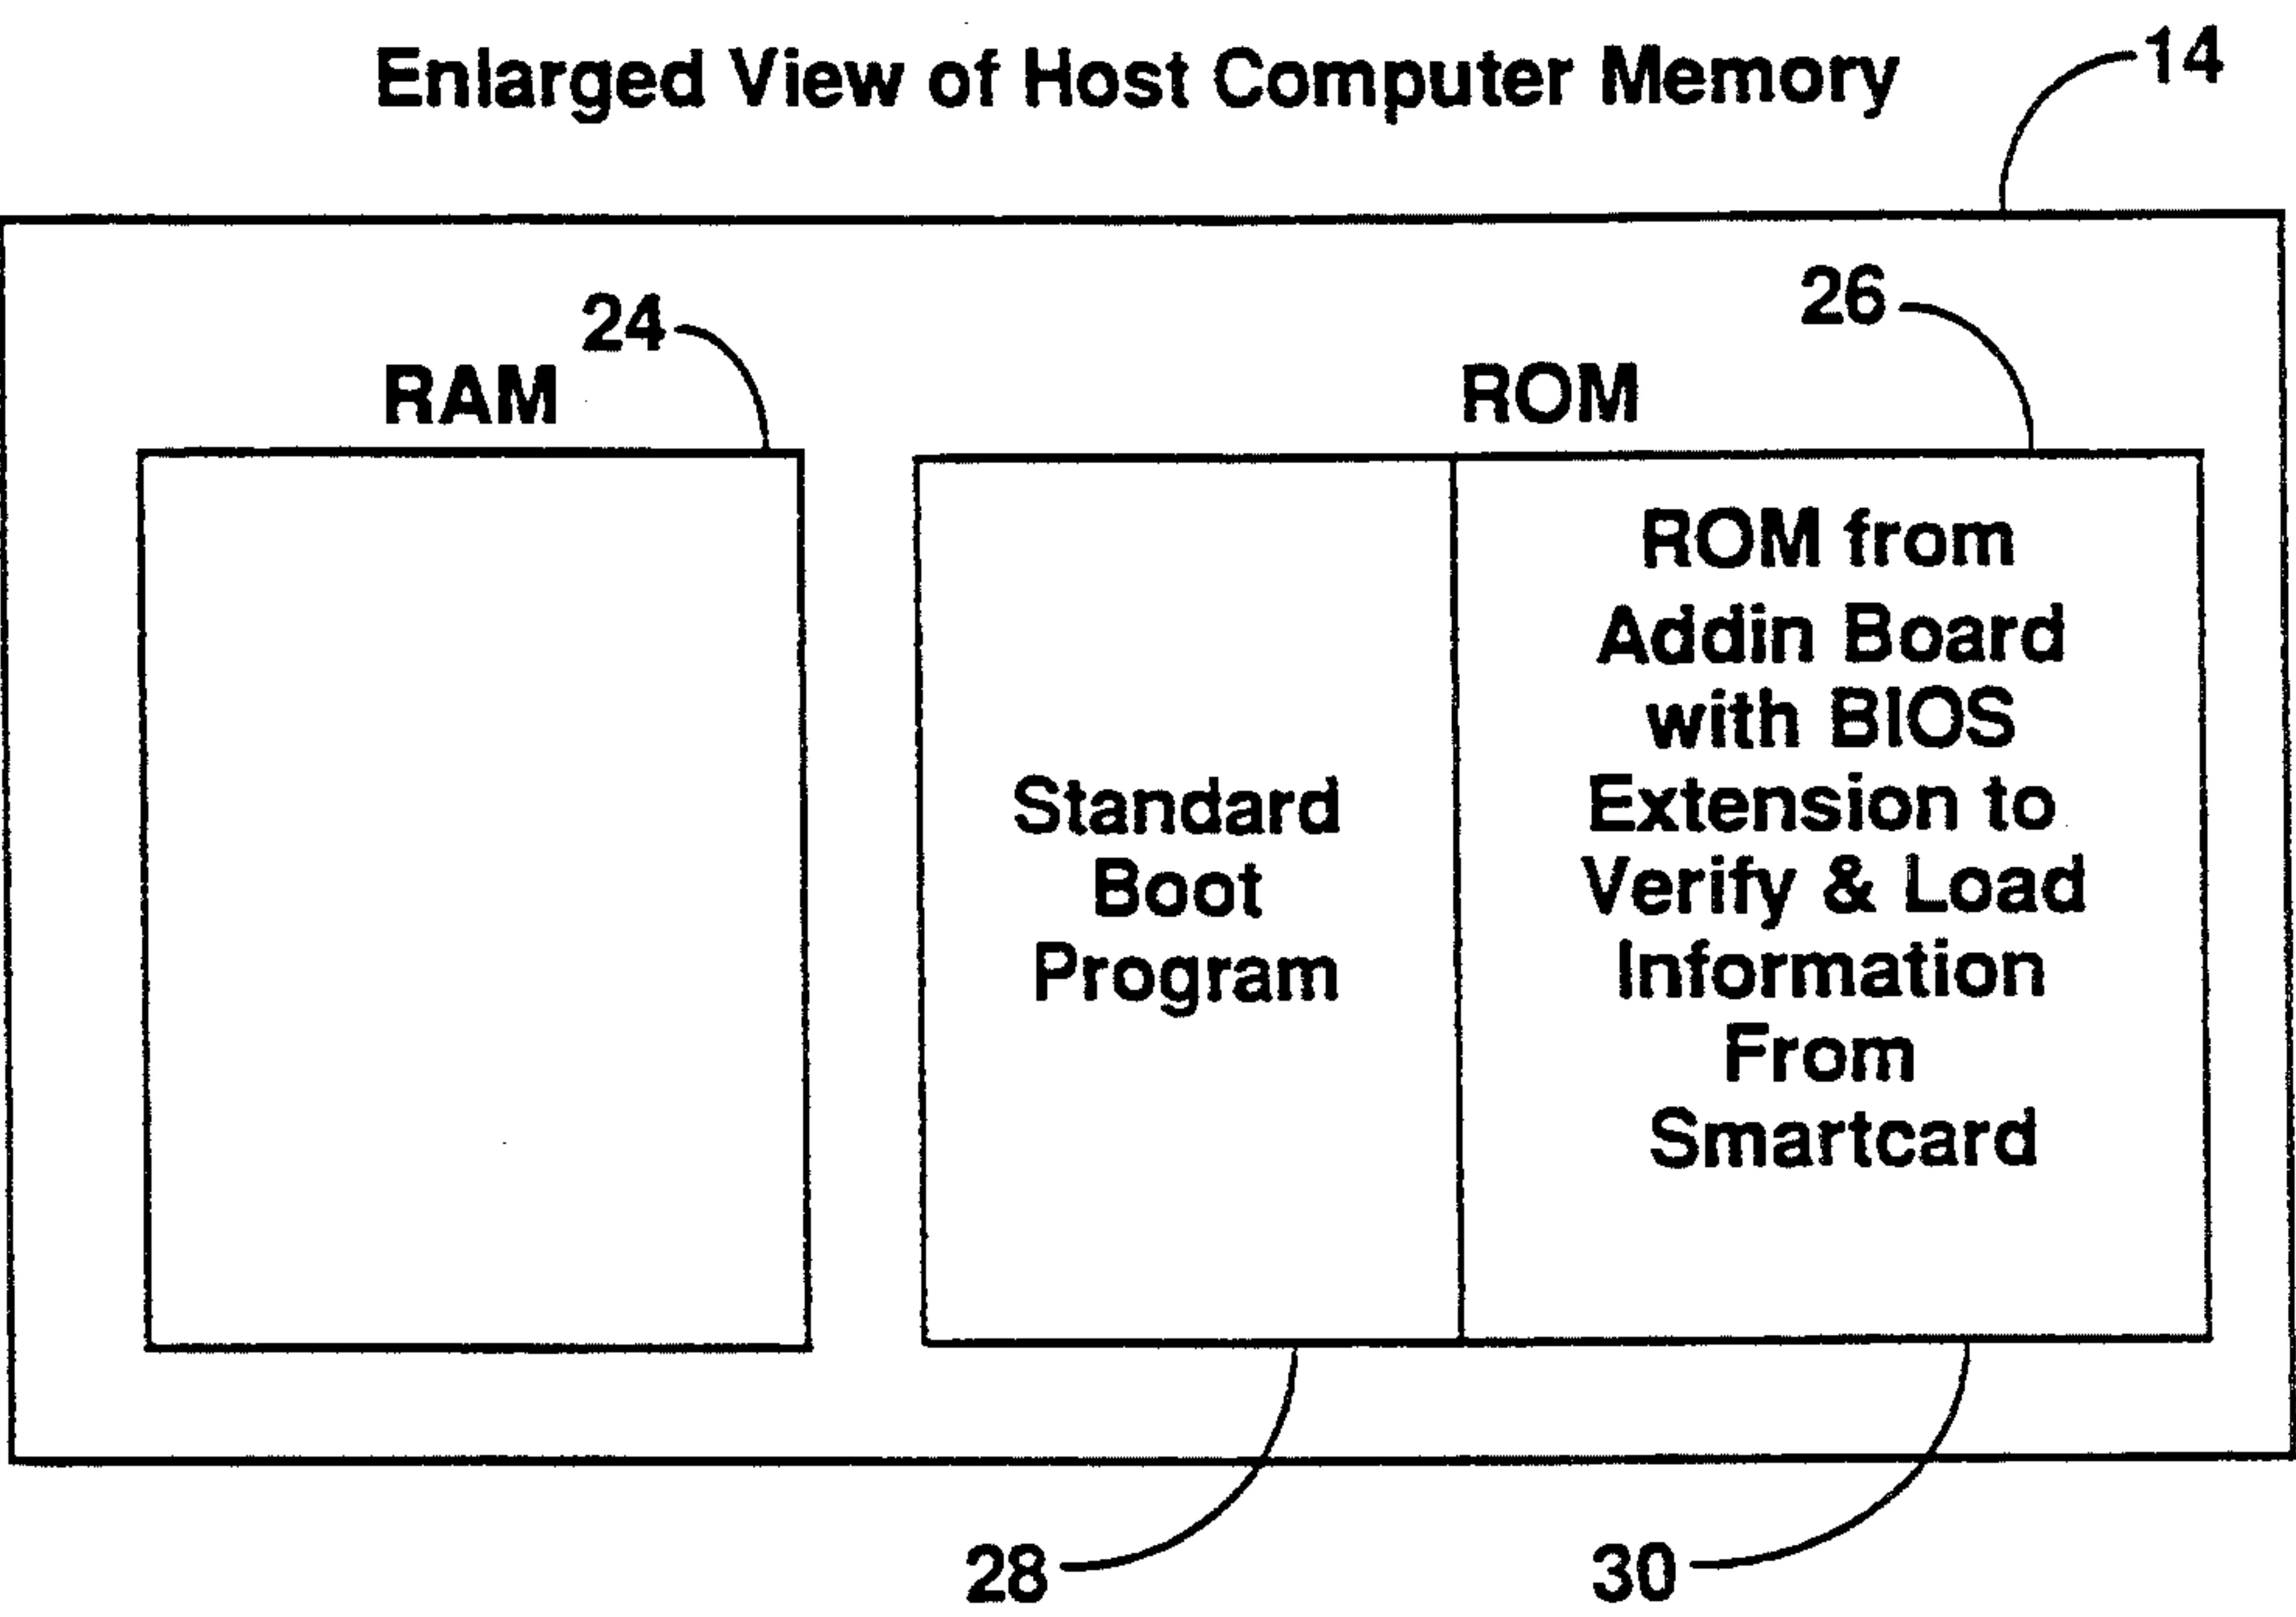 Enlarged View of Host Computer Memory
14
24
26
RAM
ROM
Standard
Boot
Program
ROM from
Addin Board
with BIOS
Extension to
Verify & Load
Information
From
Smartcard
28
30